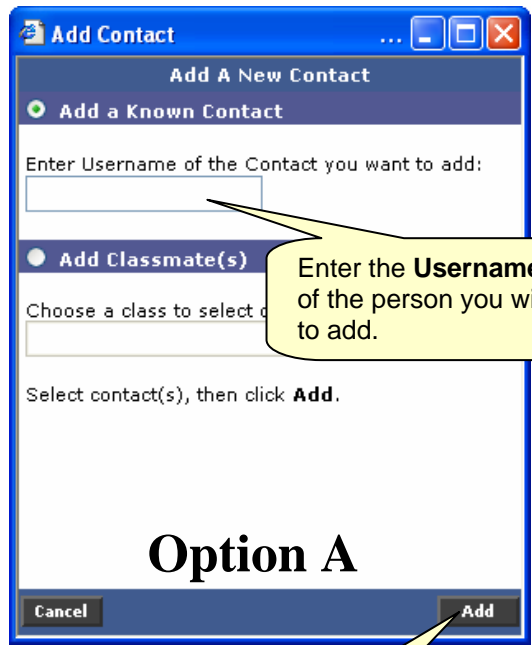 Add Contact ...
Add A New Contact
Add a Known Contact
Enter Username of the Contact you want to add:
Add Classmate(s)
Enter the Username
of the person you
to add.
Choose a class to select
Select contact(s), then click Add.
Option A
Cancel Add